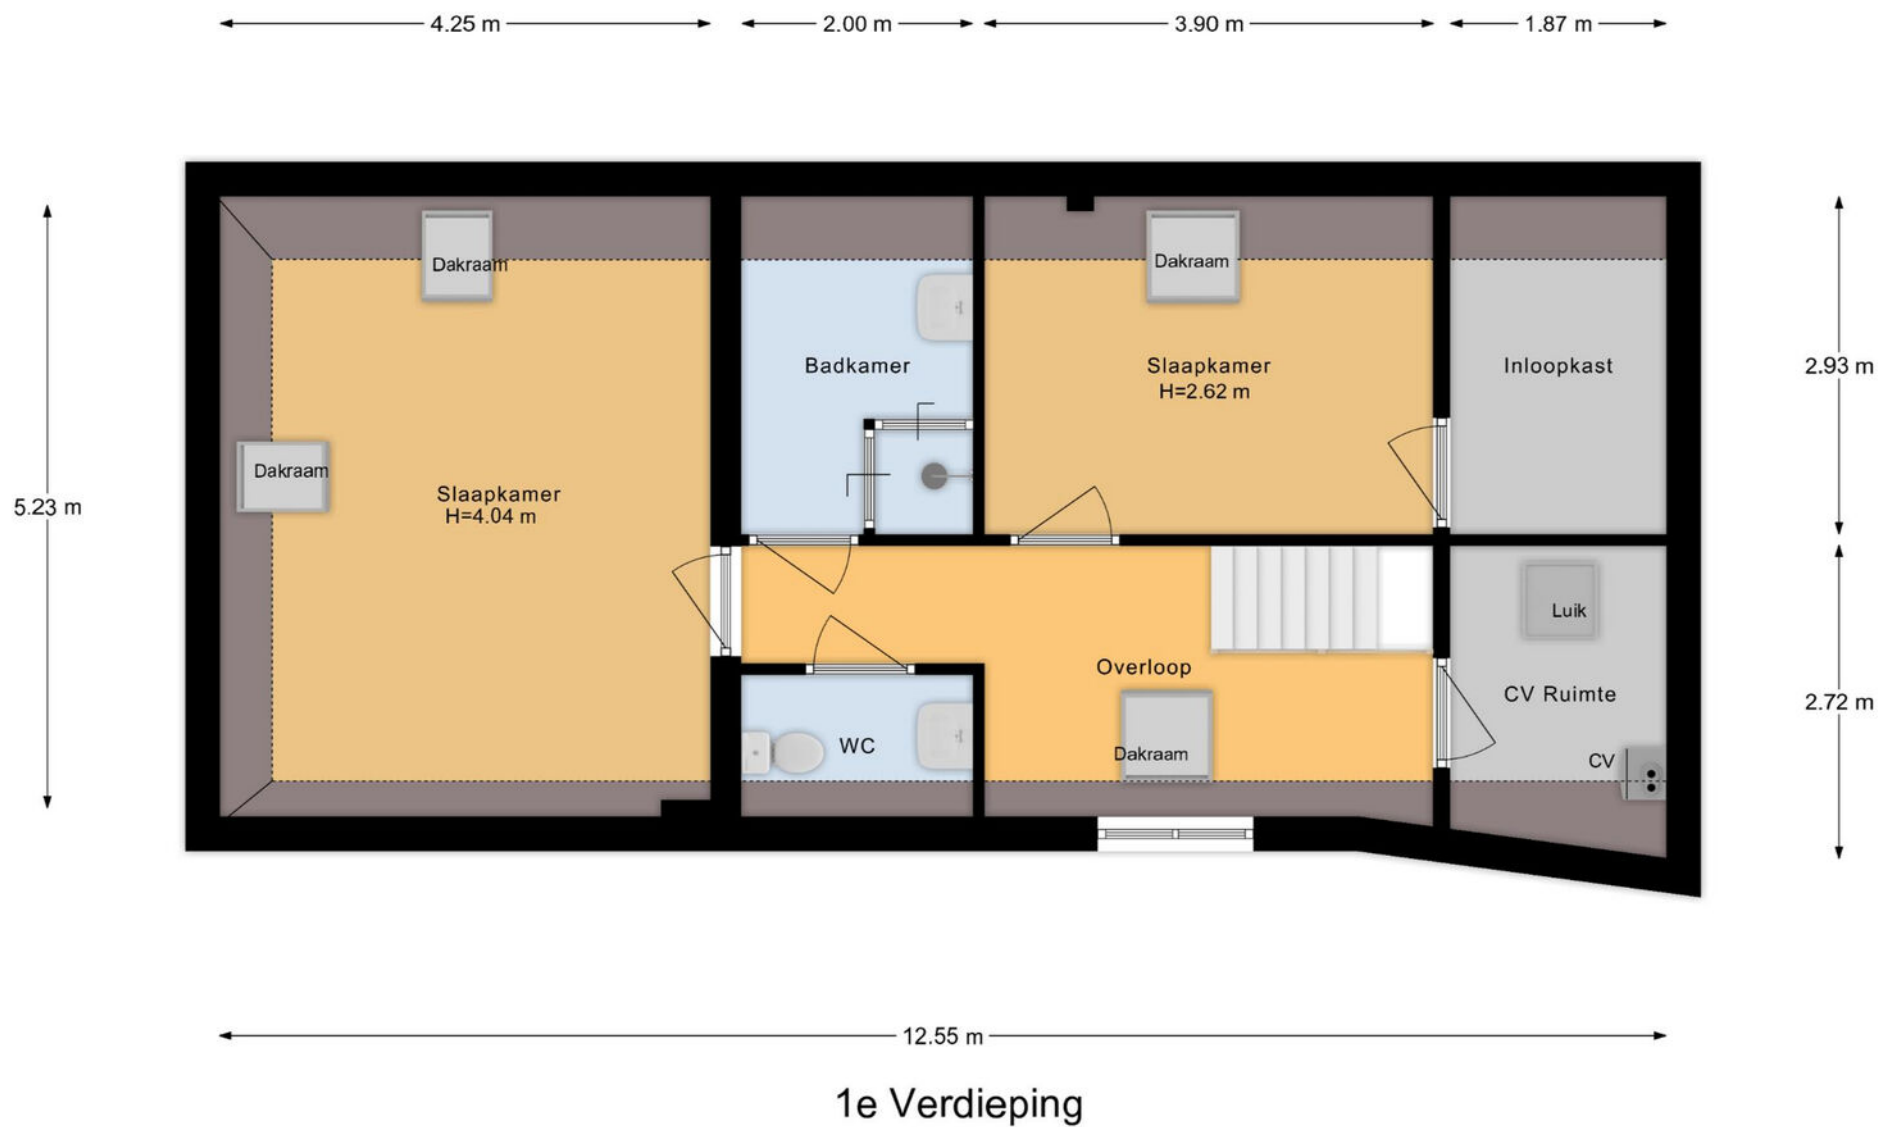 4.25 m
2.00 m
3.90 m
1.87 m
Dakraam
Dakraam
Badkamer
Slaapkamer
H=2.62 m
Inloopkast
2.93 m
Dakraam
Slaapkamer
H=4.04 m
5.23 m
Luik
Overloop
CV Ruimte
2.72 m
WC
Dakraam
CV
12.55 m
1e Verdieping